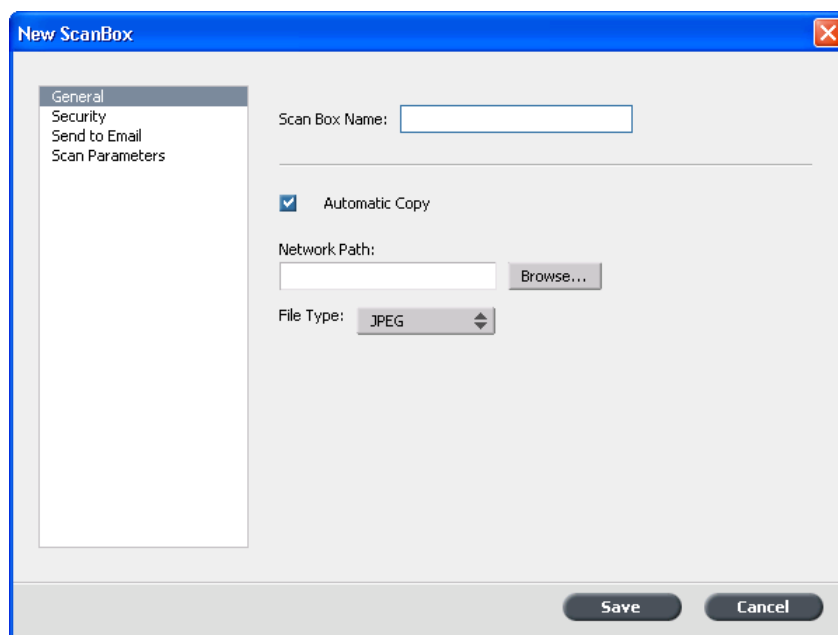 New ScanBox
General
Security
Send to Email
Scan Parameters
Scan Box Name:
Automatic Copy
Network Path:
Browse...
File Type:
JPEG
Save
Cancel